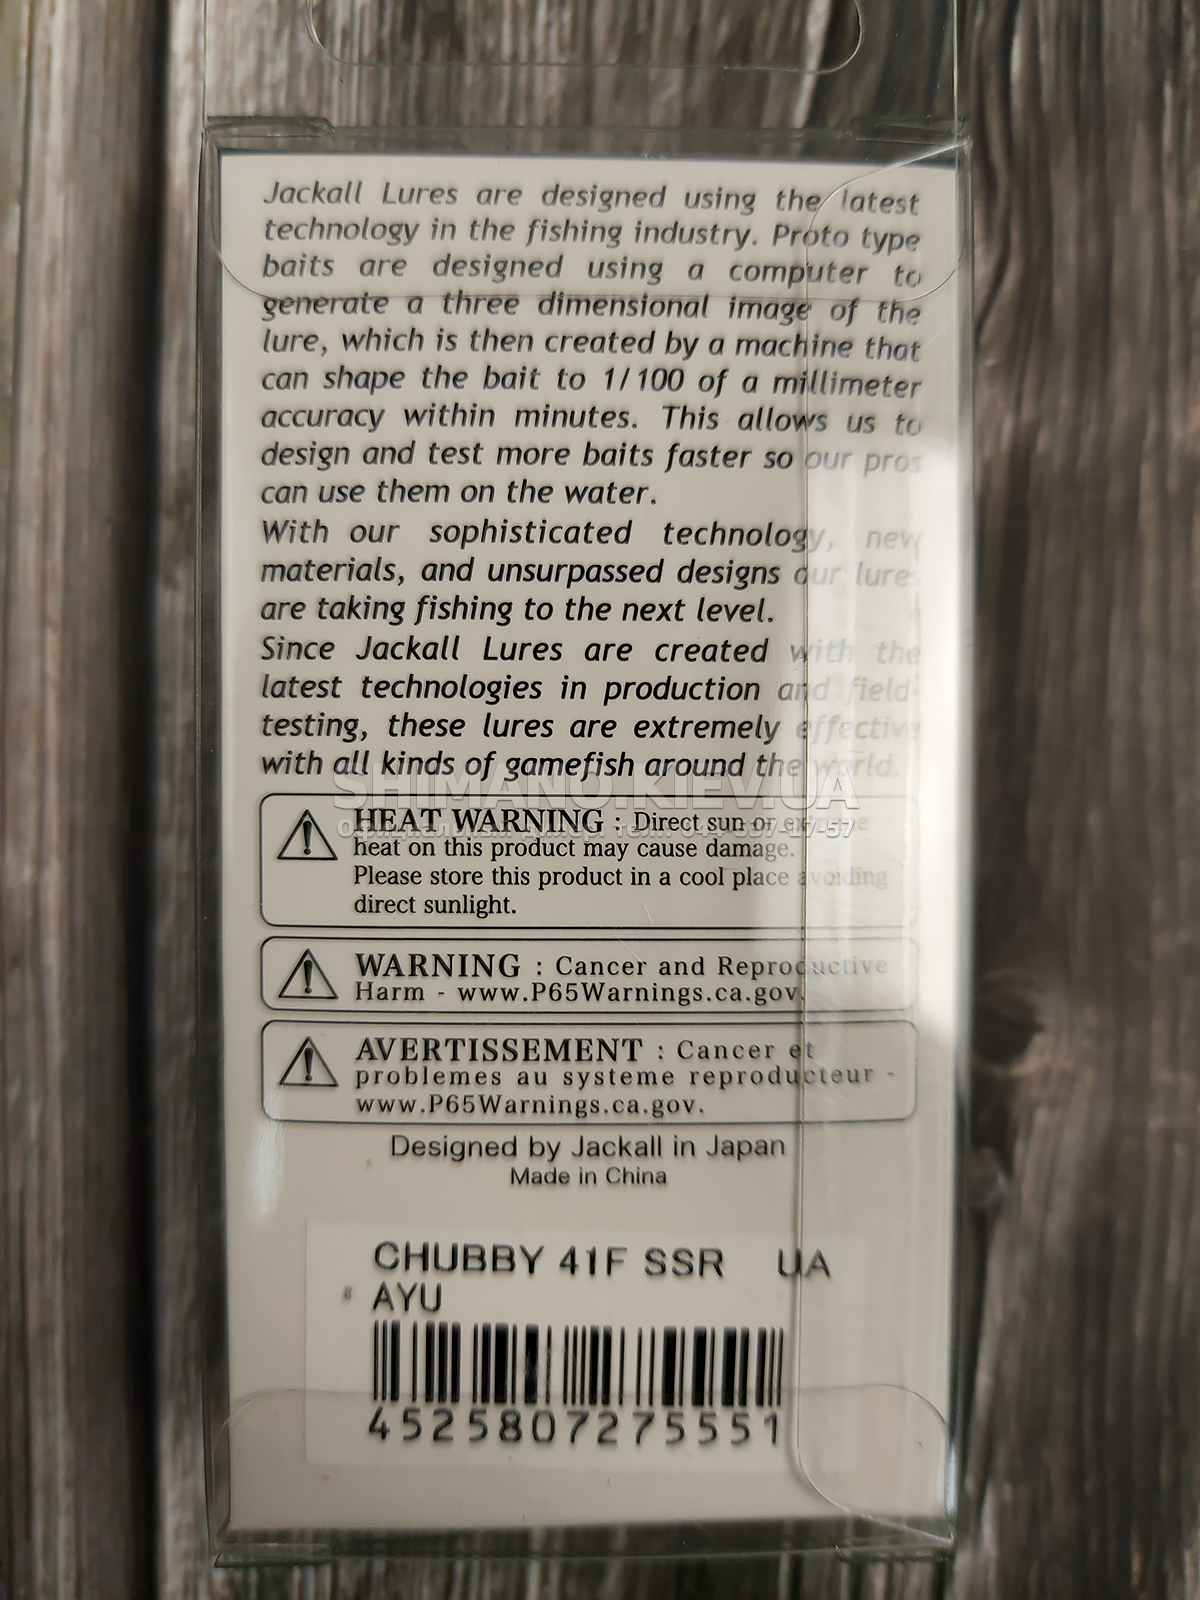 Jackall Lures are designed using the latest
technology in the fishing industry. Proto type
baits are designed using a computer to
generate a three dimensional image of the
lure, which is then created by a machine that
can shape the bait to 1/100 of a millimeter
accuracy within minutes. This allows us to
design and test more baits faster so our pros
can use them on the water.
With our sophisticated technology, new
materials, and unsurpassed designs our lures
are taking fishing to the next level.
Since Jackall Lures are created with the
latest technologies in production and field-
testing, these lures are extremely effective
with all kinds of gamefish around the world.
SHIMANO.KIEV.UA
HEAT WARNING : Direct sun or extreme
heat on this product may cause damage.
Please store this product in a cool place avoiding
direct sunlight.
WARNING : Cancer and Reproductive
Harm - www.P65Warnings.ca.gov.
AVERTISSEMENT : Cancer et
problemes au systeme reproducteur -
www.P65Warnings.ca.gov.
Designed by Jackall in Japan
Made in China
CHUBBY 41F SSR UA
AYU
4525807275551